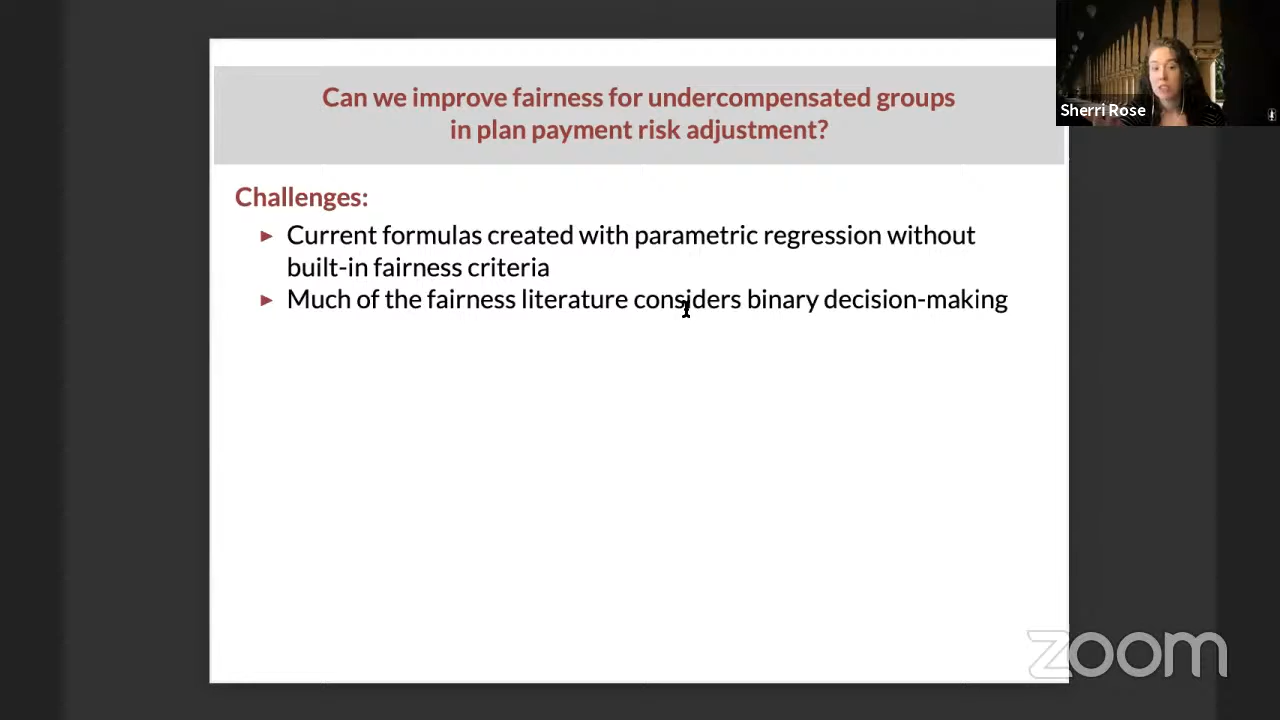 Can we improve fairness for undercompensated groups
in plan payment risk adjustment?
Sherri Rose
Challenges:
► Current formulas created with parametric regression without
built-in fairness criteria
► Much of the fairness literature considers binary decision-making
zoom